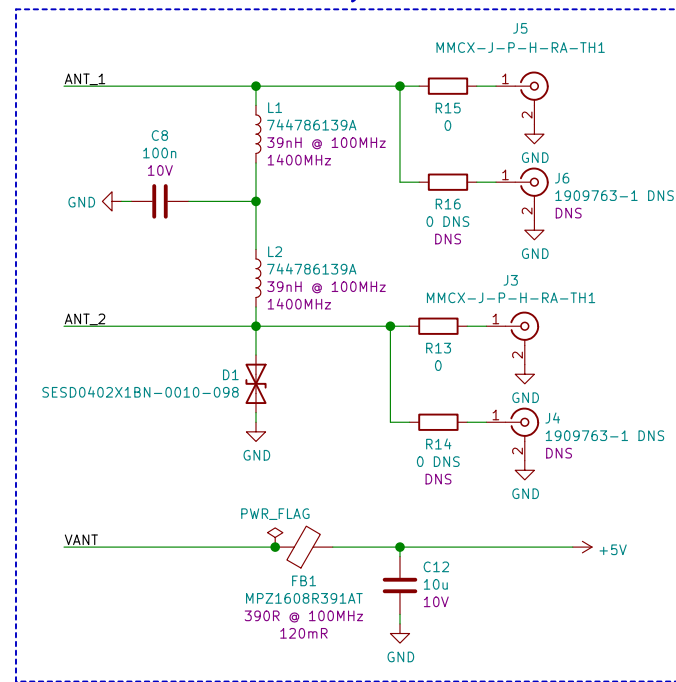 J5
MMCX-J-P-H-RA-TH1
ANT_1
1
R15
0
2
GND
L1
744786139A
39nH @ 100MHz
1400MHz
C8
100n
10V
GND
1
J6
1909763-1 DNS
DNS
R16
0 DNS
DNS
2
GND
L2
744786139A
39nH @ 100MHz
1400MHz
J3
MMCX-J-P-H-RA-TH1
ANT_2
1
R13
0
2
GND
D1
SESD0402X1BN-0010-098
GND
1
J4
1909763-1 DNS
DNS
R14
0 DNS
DNS
2
GND
PWR_FLAG
VANT
+5V
FB1
MPZ1608R391AT
390R @ 100MHz
120mR
C12
10u
10V
GND